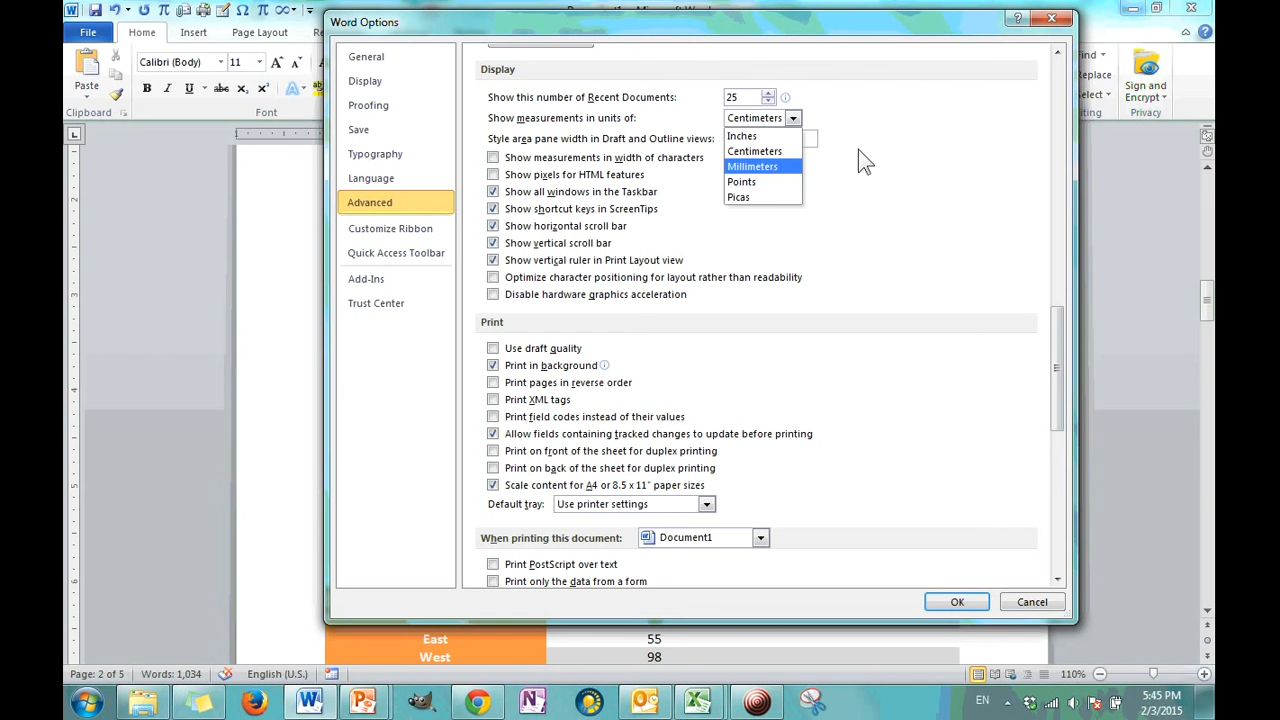 Word Options
File Home Insert Page Layout
Calibri (Body) 11
Paste
Clipboard Font
Replace
Sign and
Encrypt
Privacy
General
Display
Proofing
Save
Typography
Language
Advanced
Customize Ribbon
Quick Access Toolbar
Add-Ins
Trust Center
Display
Show this number of Recent Documents: 25
Show measurements in units of: Centimeters
Inches
Centimeters
Millimeters
Points
Picas
Style area pane width in Draft and Outline views:
Show measurements in width of characters
Show pixels for HTML features
Show all windows in the Taskbar
Show shortcut keys in ScreenTips
Show horizontal scroll bar
Show vertical scroll bar
Show vertical ruler in Print Layout view
Optimize character positioning for layout rather than readability
Disable hardware graphics acceleration
Print
Use draft quality
Print in background
Print pages in reverse order
Print XML tags
Print field codes instead of their values
Allow fields containing tracked changes to update before printing
Print on front of the sheet for duplex printing
Print on back of the sheet for duplex printing
Scale content for A4 or 8.5 x 11" paper sizes
Default tray: Use printer settings
When printing this document: Document1
Print PostScript over text
Print only the data from a form
OK Cancel
East 55
West 98
Page: 2 of 5 Words: 1,034 English (U.S.) 110%
EN 5:45 PM
2/3/2015